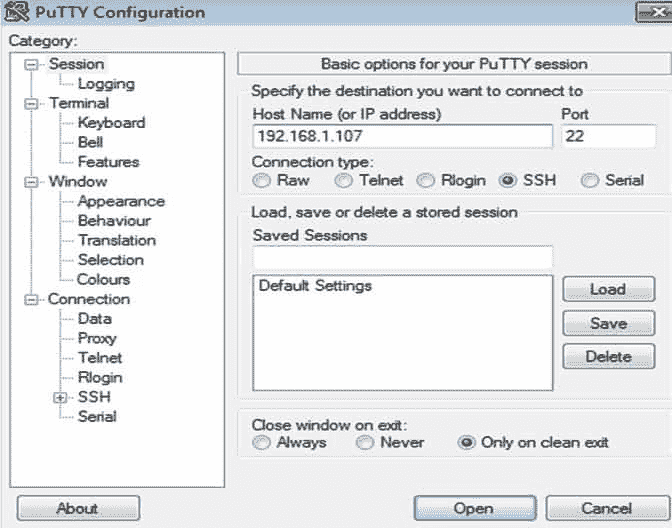 PuTTY Configuration
Category:
Session
Logging
Terminal
Keyboard
Bell
Features
Window
Appearance
Behaviour
Translation
Selection
Colours
Connection
Data
Proxy
Telnet
Rlogin
SSH
Serial
Basic options for your PuTTY session
Specify the destination you want to connect to
Host Name (or IP address) Port
192.168.1.107 22
Connection type:
Raw Telnet Rlogin SSH Serial
Load, save or delete a stored session
Saved Sessions
Default Settings
Load
Save
Delete
Close window on exit:
Always Never Only on clean exit
About Open Cancel